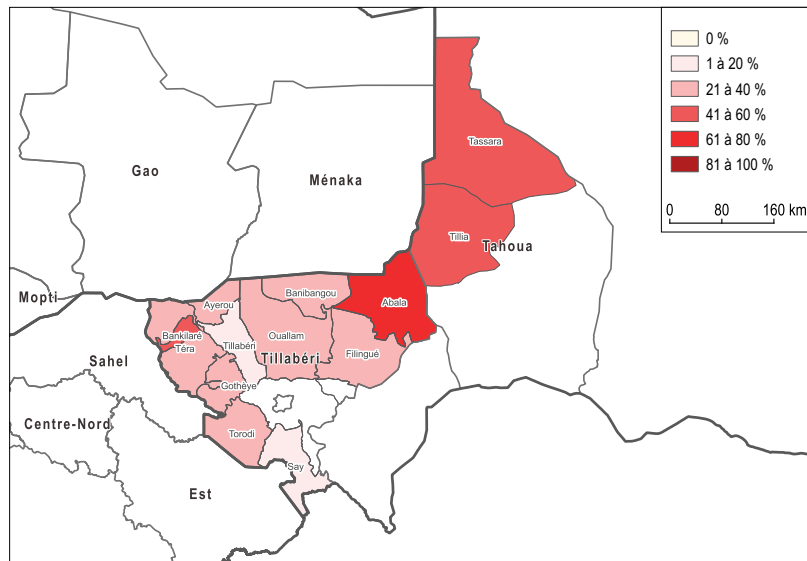 0 %
1 à 20 %
21 à 40 %
41 à 60 %
61 à 80 %
81 à 100 %
0 80 160 km
Tassara
Gao
Ménaka
Tillia
Tahoua
Mopti
Banibangou
Abala
Ayerou
Bankilaré
Tillabéri
Ouallam
Téra
Tillabéri
Filingué
Sahel
Gothèye
Centre-Nord
Torodi
Say
Est